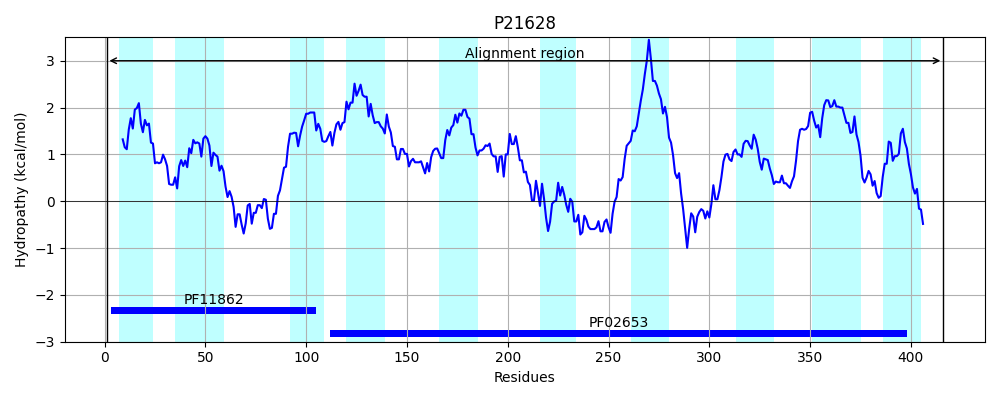 P21628
Alignment region
Hydropathy (kcal/mol)
3
2
1
0
−1
−2
−3
PF11862
PF02653
0 50 100 150 200 250 300 350 400
Residues